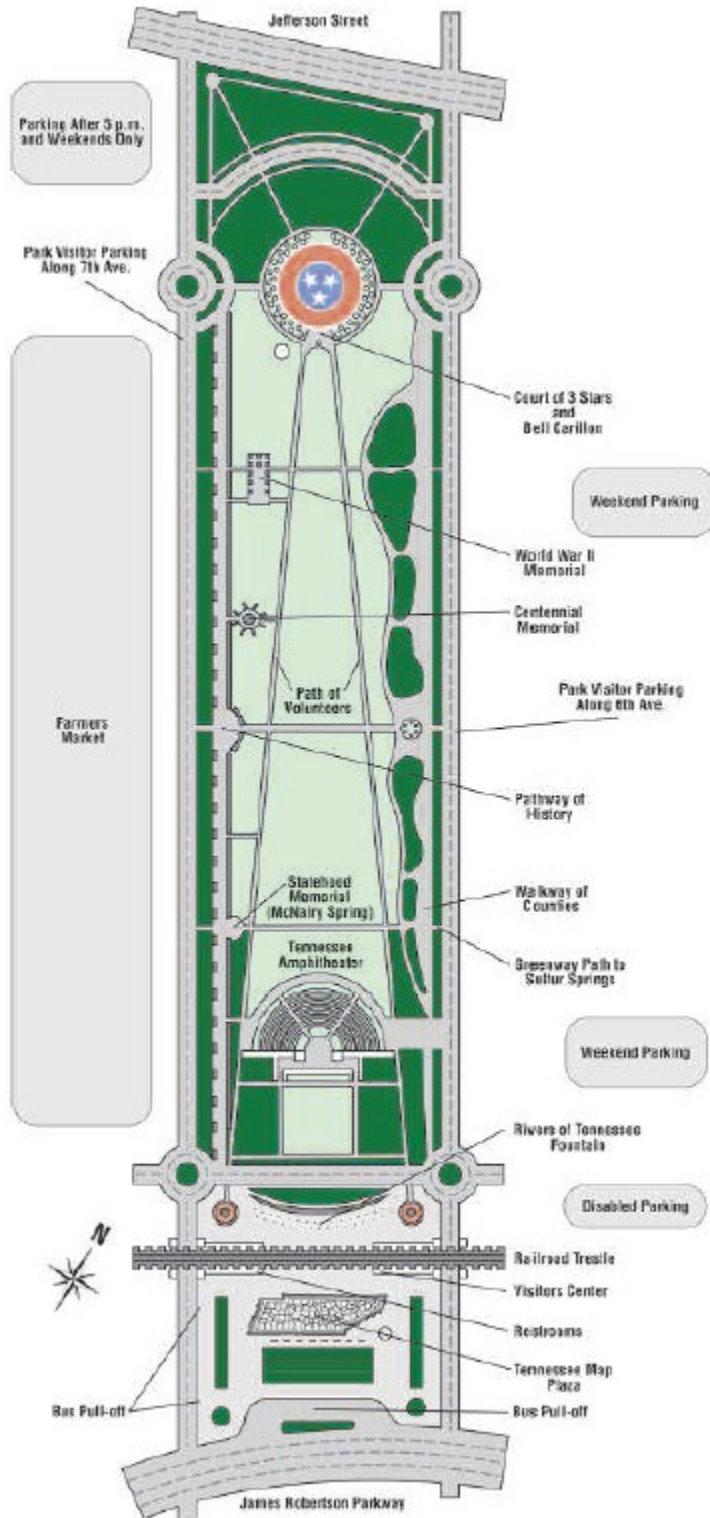 Jefferson Street
Parking After 5 p.m.
and Weekends Only
Park Visitor Parking
Along 7th Ave.
Court of 3 Stars
and
Bell Carillon
Weekend Parking
World War II
Memorial
Centennial
Memorial
Path of
Volunteers
Park Visitor Parking
Along 6th Ave.
Farmers
Market
Pathway of
History
Statehood
Memorial
(McNairy Spring)
Walkway of
Counties
Tennessee
Amphitheater
Greenway Path to
Sulfur Springs
Weekend Parking
Rivers of Tennessee
Fountain
Disabled Parking
N
Railroad Trestle
Visitors Center
Restrooms
Tennessee Map
Plaza
Bus Pull-off
Bus Pull-off
James Robertson Parkway